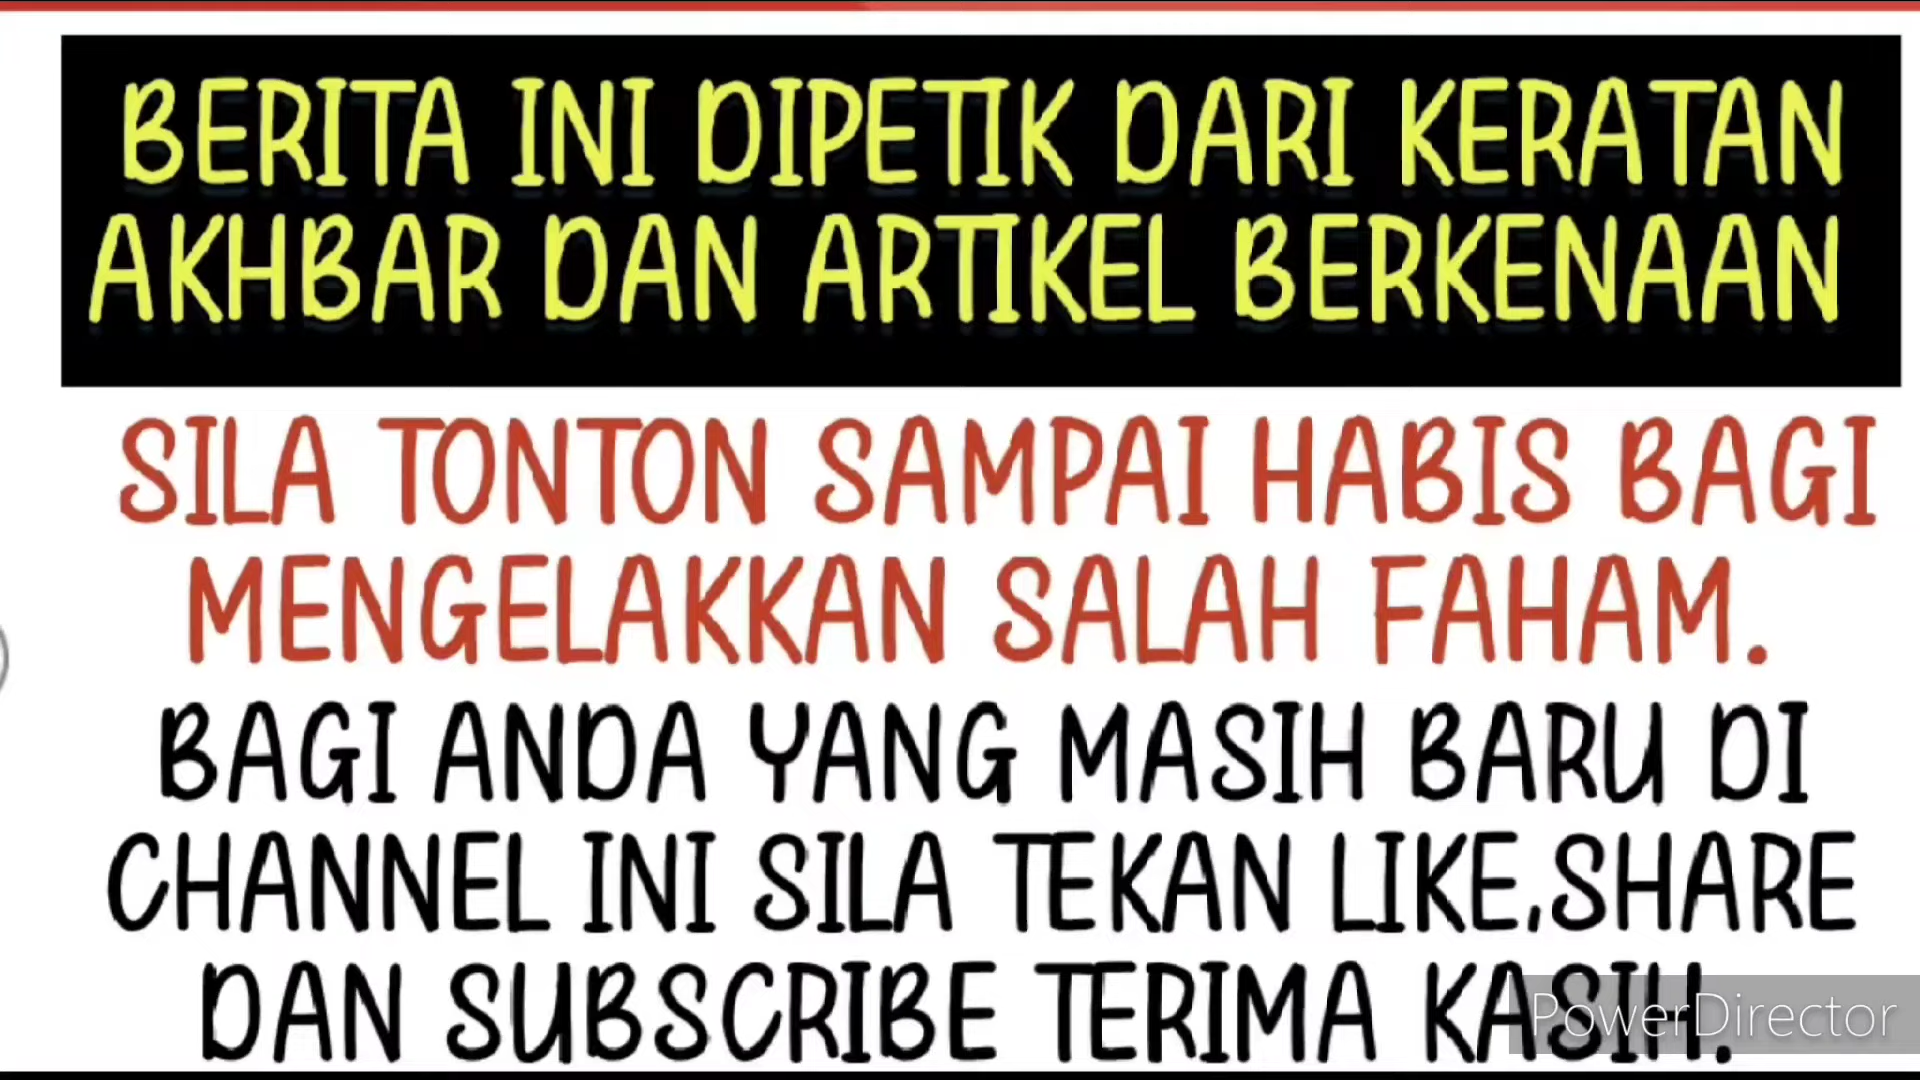 BERITA INI DIPETIK DARI KERATAN
AKHBAR DAN ARTIKEL BERKENAAN
SILA TONTON SAMPAI HABIS BAGI
MENGELAKKAN SALAH FAHAM.
BAGI ANDA YANG MASIH BARU DI
CHANNEL INI SILA TEKAN LIKE,SHARE
DAN SUBSCRIBE TERIMA KASIH.
PowerDirector